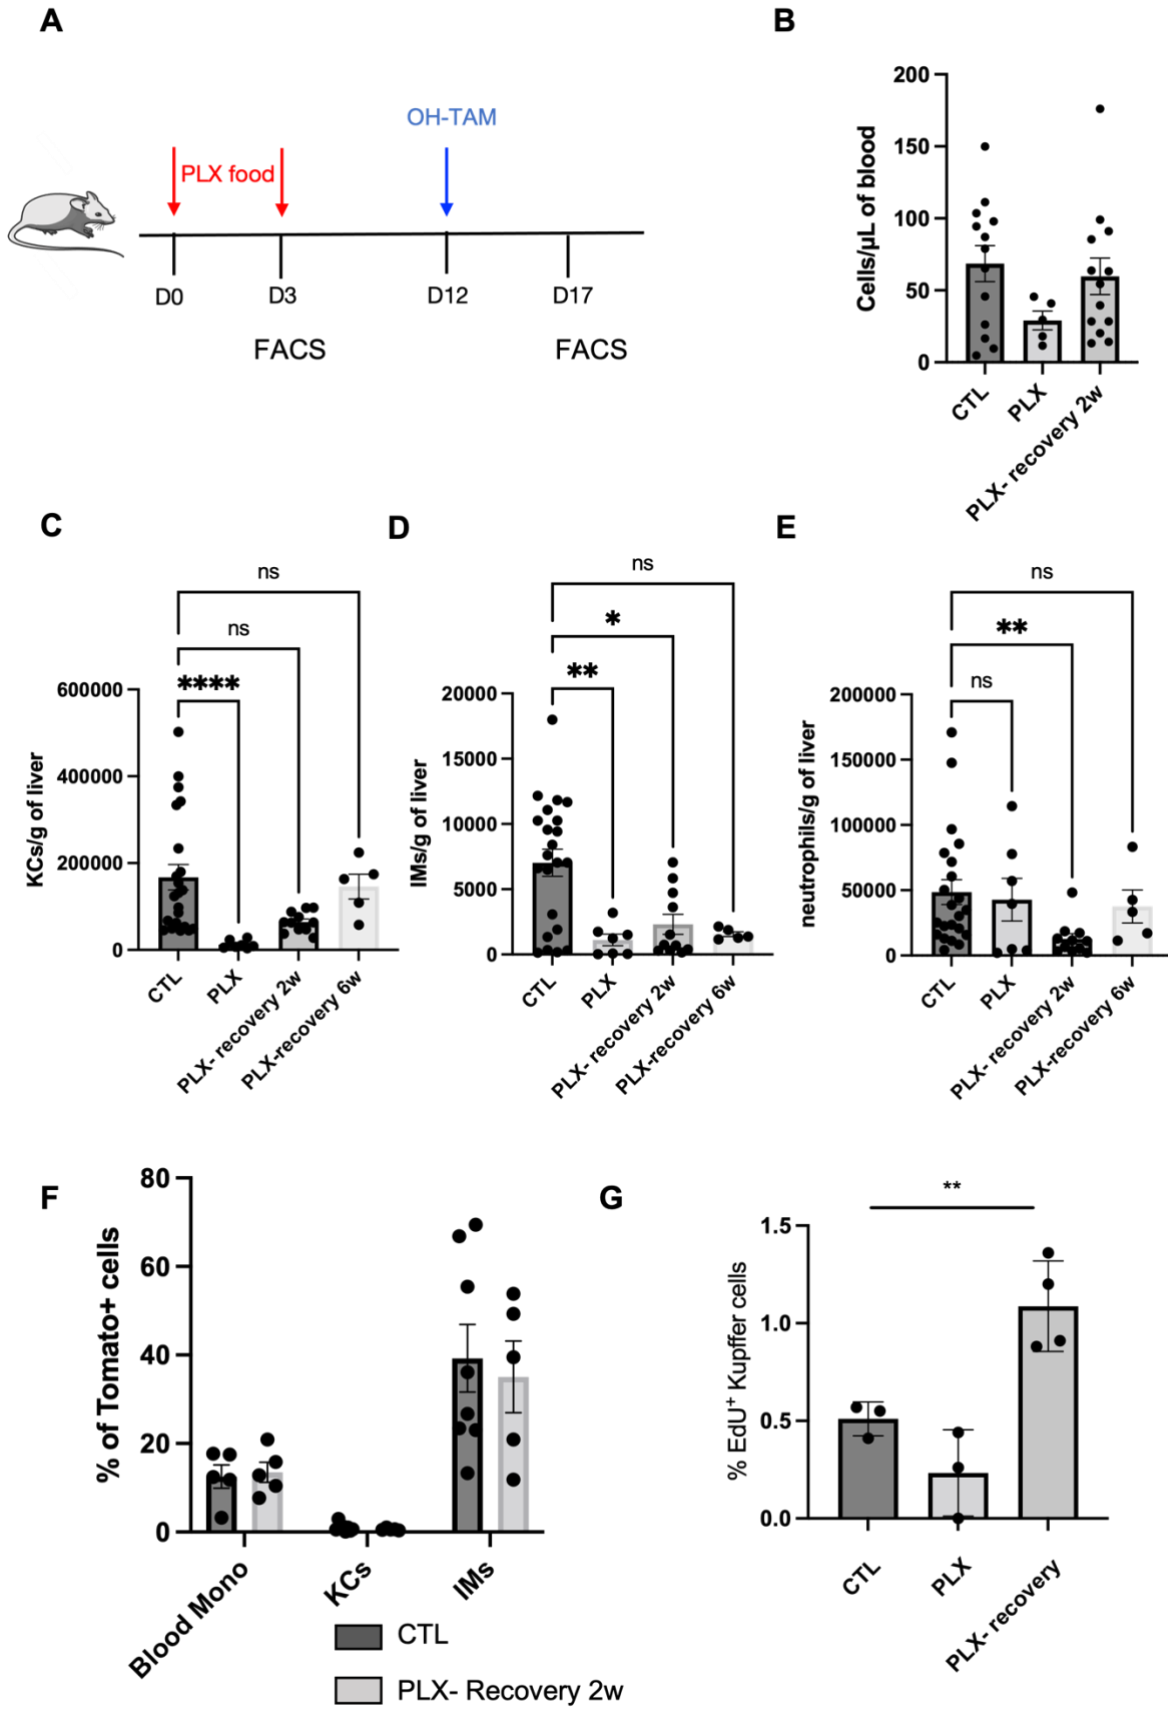 A
B
OH-TAM
PLX food
D0
D3
D12
D17
FACS
FACS
Cells/µL of blood
200
150
100
50
0
CTL
PLX
PLX- recovery 2w
C
D
E
ns
ns
****
KCs/g of liver
600000
400000
200000
0
CTL
PLX
PLX- recovery 2w
PLX-recovery 6w
ns
*
**
IMs/g of liver
20000
15000
10000
5000
0
CTL
PLX
PLX- recovery 2w
PLX-recovery 6w
ns
**
ns
neutrophils/g of liver
200000
150000
100000
50000
0
CTL
PLX
PLX- recovery 2w
PLX-recovery 6w
F
% of Tomato+ cells
80
60
40
20
0
Blood Mono
KCs
IMs
CTL
PLX- Recovery 2w
G
**
% EdU⁺ Kupffer cells
1.5
1.0
0.5
0.0
CTL
PLX
PLX- recovery